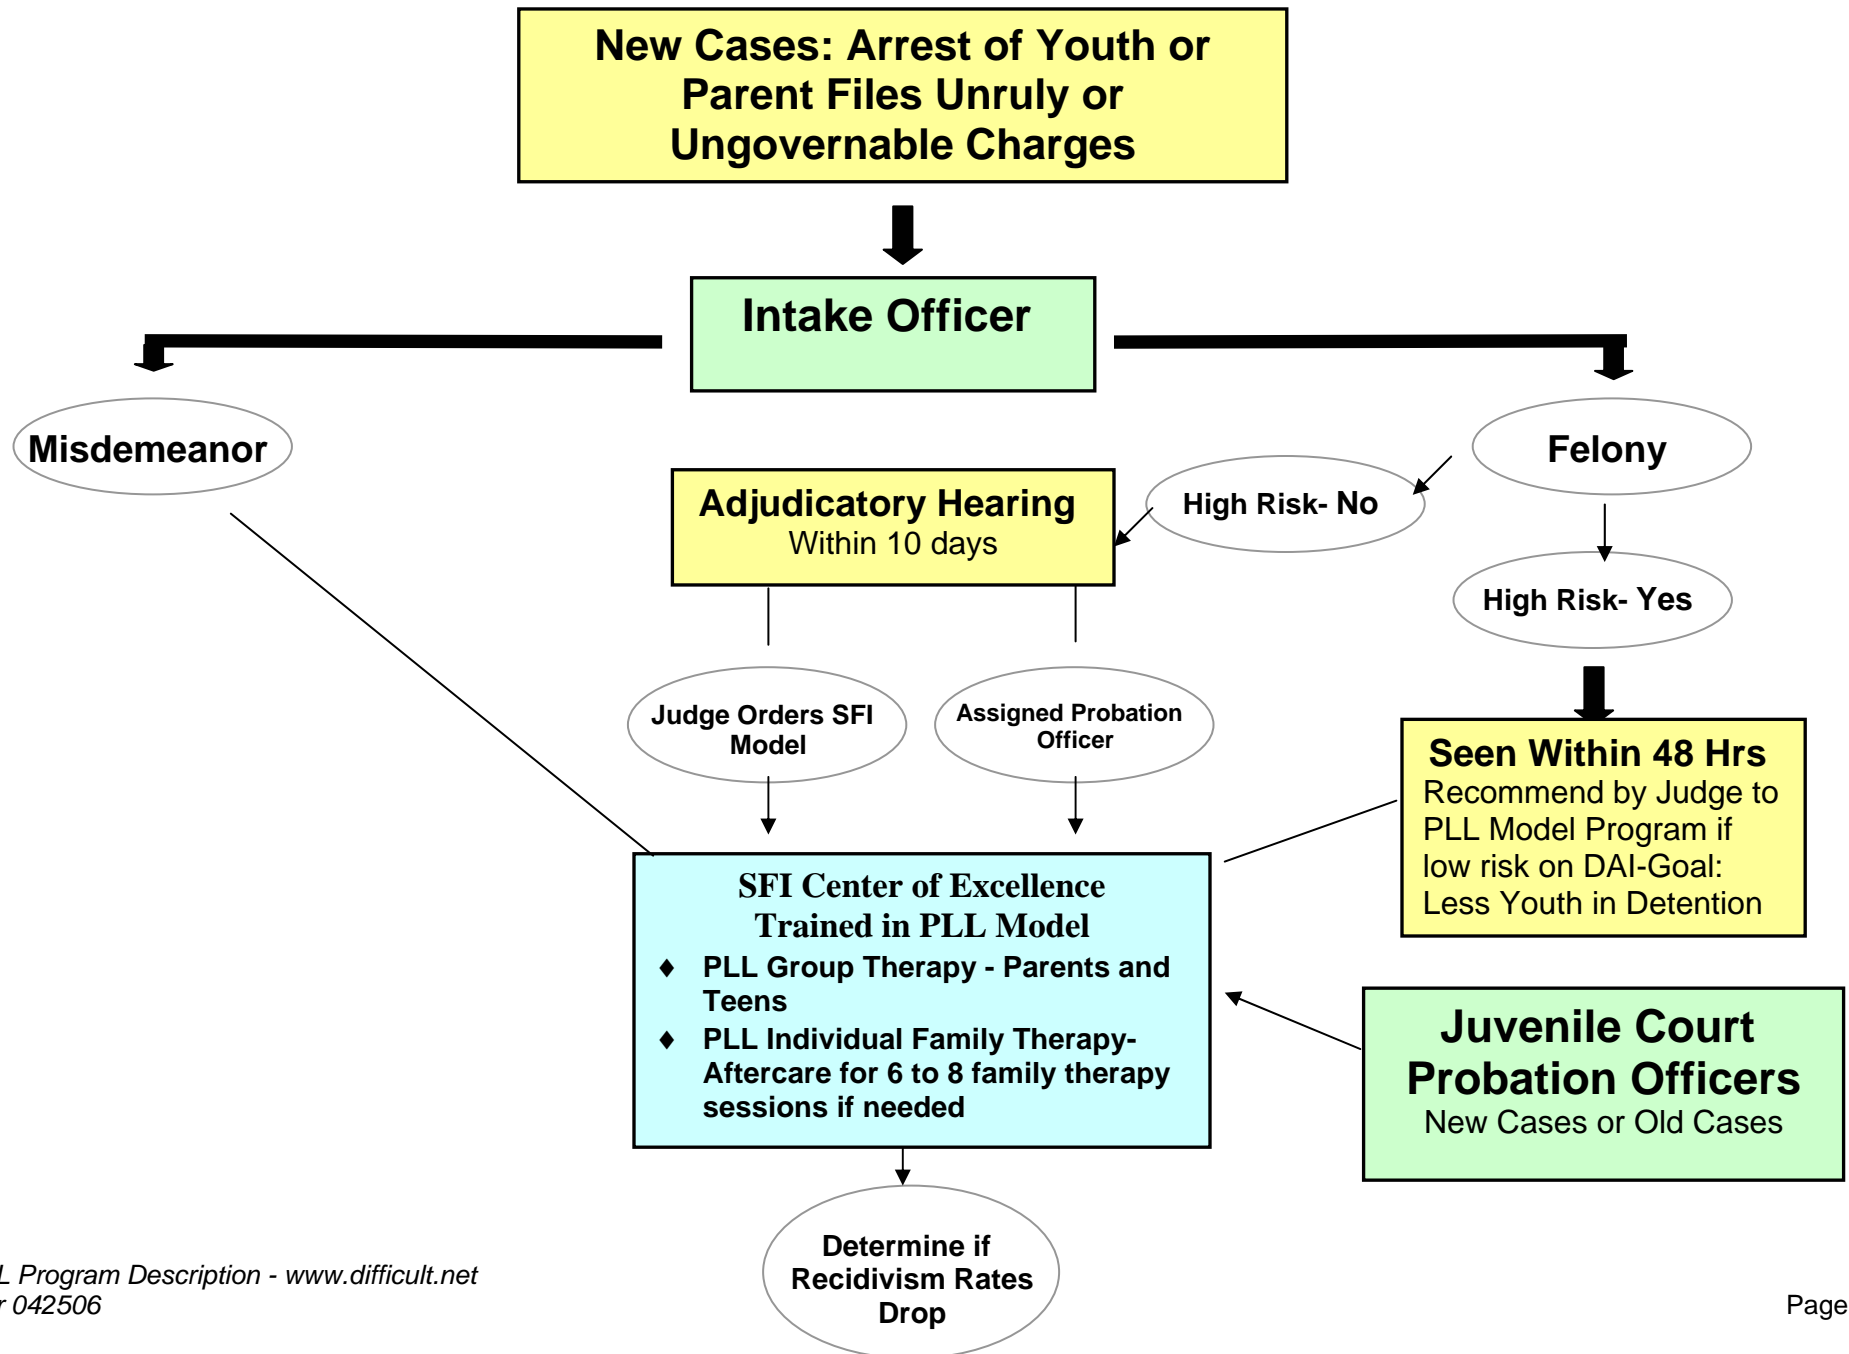 New Cases: Arrest of Youth or
Parent Files Unruly or
Ungovernable Charges
Intake Officer
Misdemeanor
Felony
Adjudicatory Hearing
Within 10 days
High Risk- No
High Risk- Yes
Judge Orders SFI
Model
Assigned Probation
Officer
Seen Within 48 Hrs
Recommend by Judge to
PLL Model Program if
low risk on DAI-Goal:
Less Youth in Detention
SFI Center of Excellence
Trained in PLL Model
♦ PLL Group Therapy - Parents and
Teens
♦ PLL Individual Family Therapy-
Aftercare for 6 to 8 family therapy
sessions if needed
Juvenile Court
Probation Officers
New Cases or Old Cases
Determine if
Recidivism Rates
Drop
L Program Description - www.difficult.net
r 042506
Page